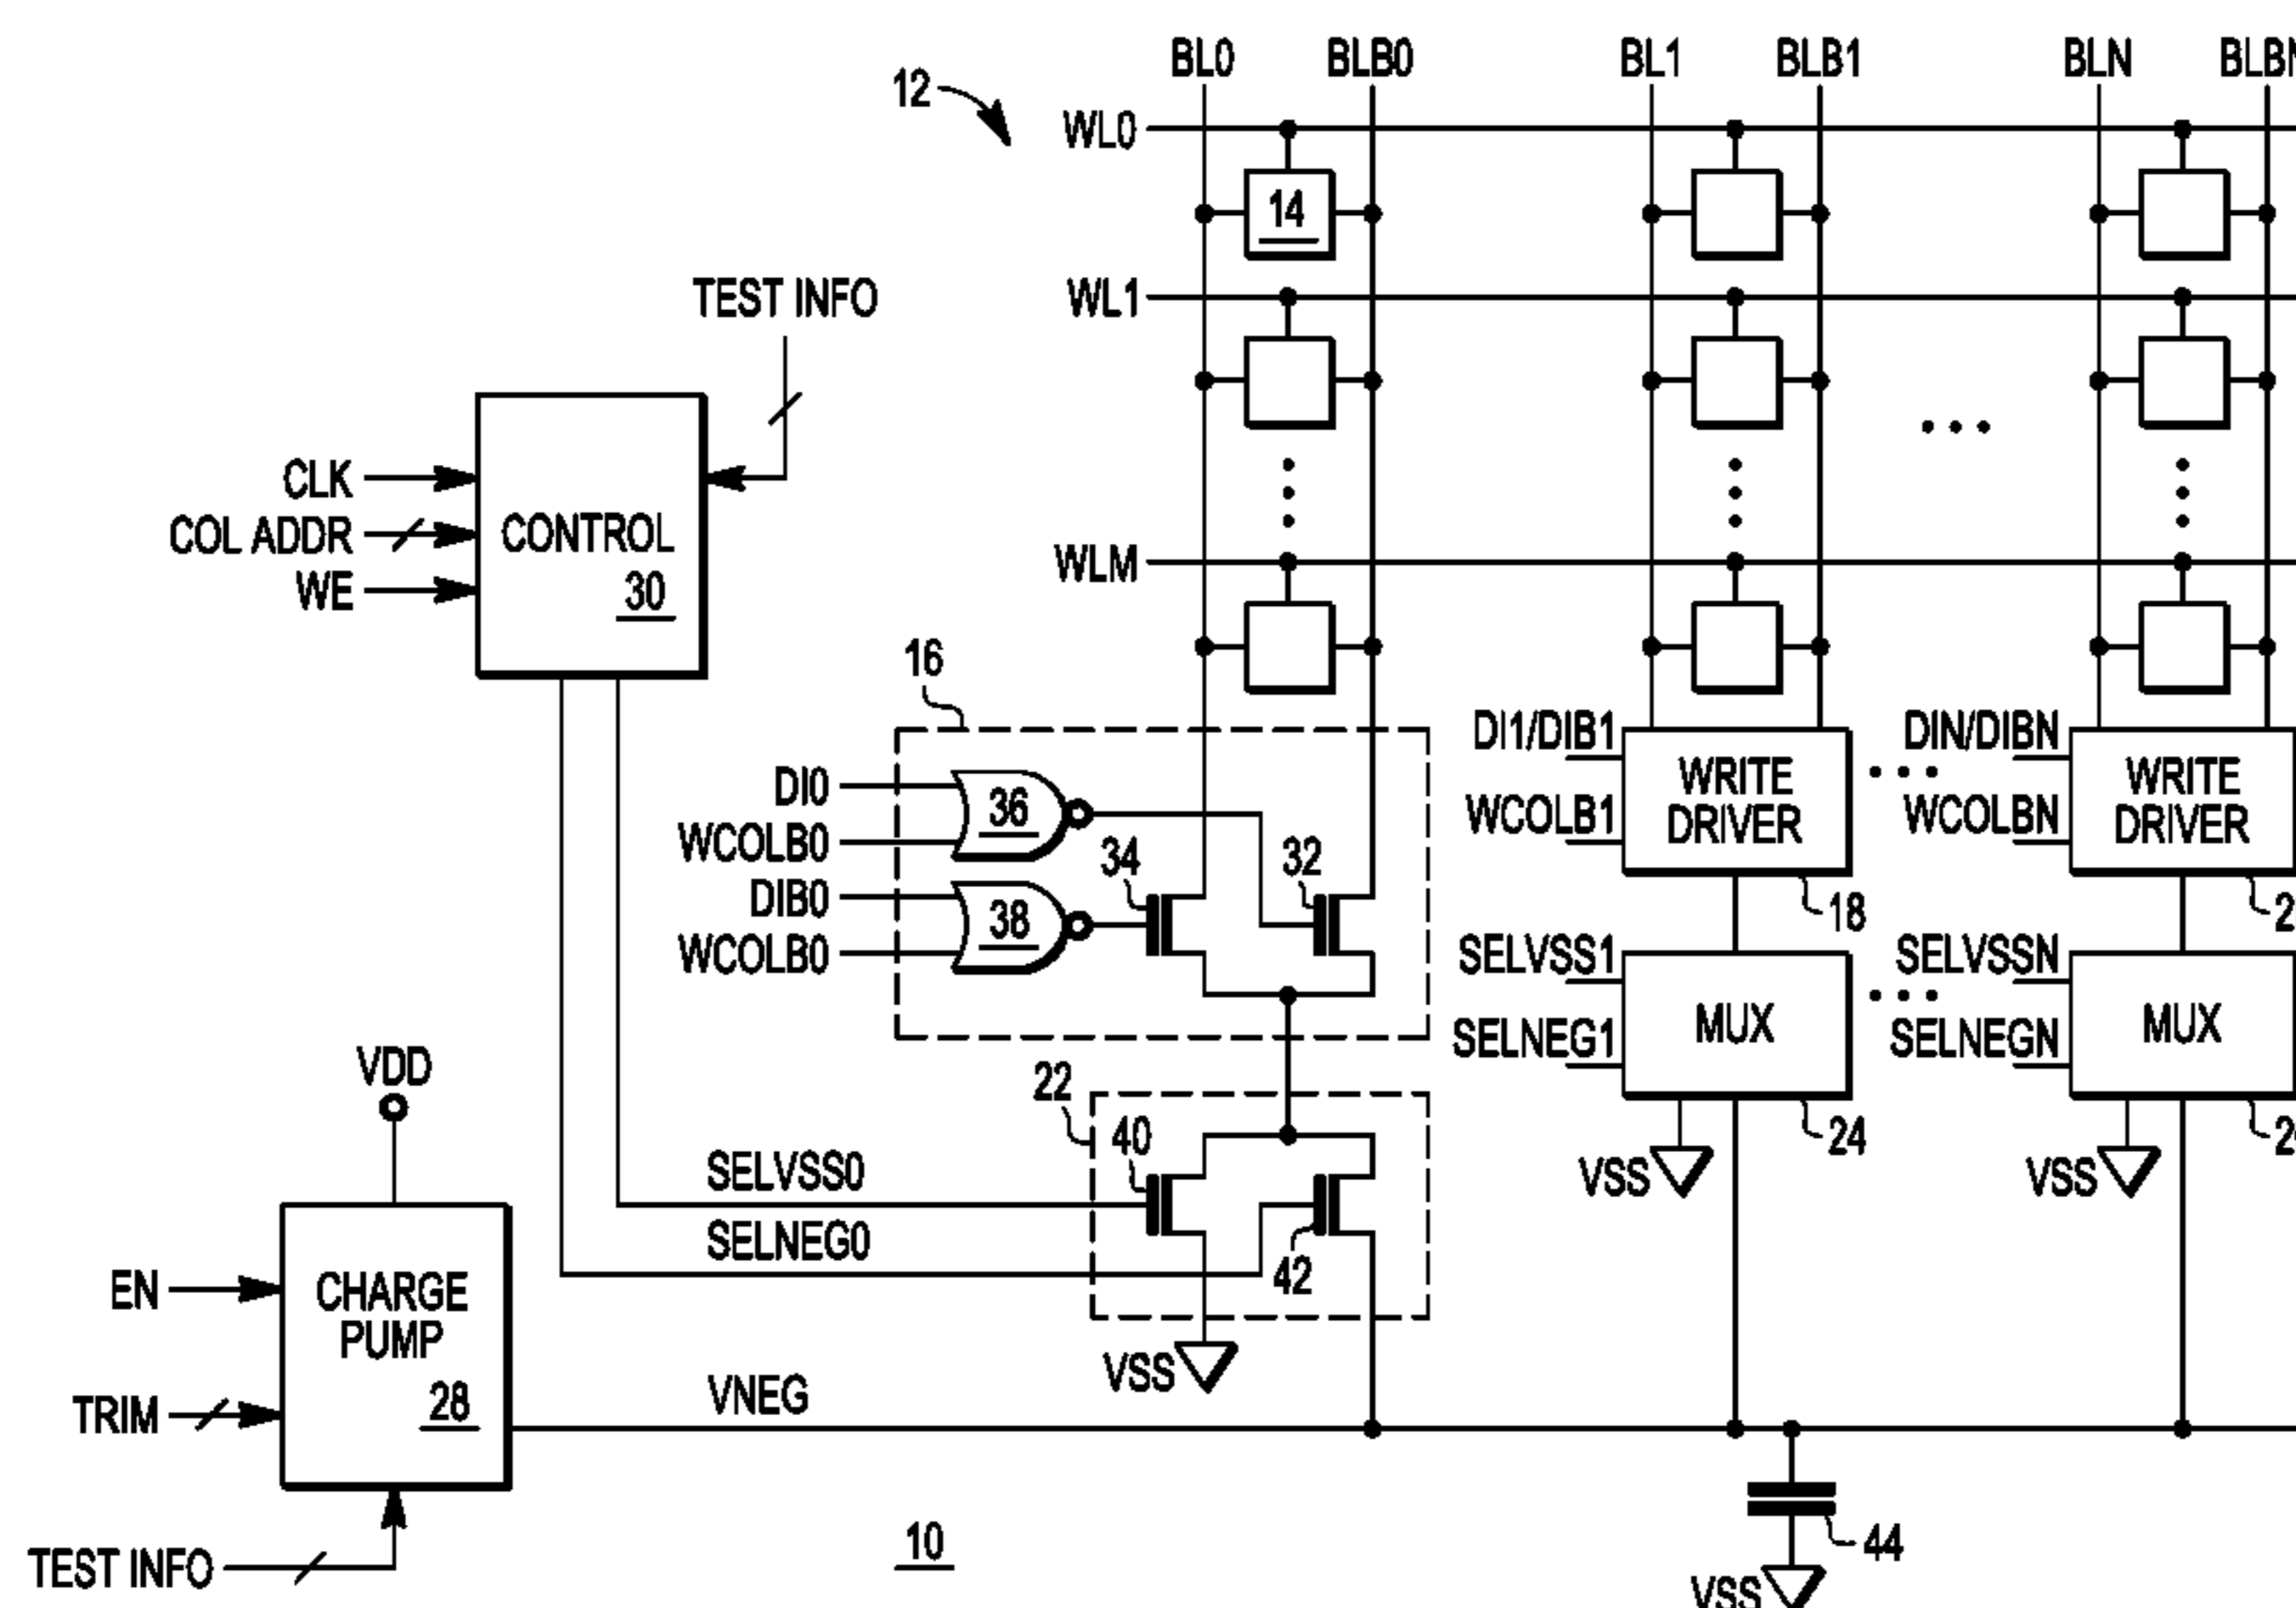 BL0 BLB0 BL1 BLB1 BLN
12
WL0
14
WL1
TEST INFO
CLK
COL ADDR
WE
CONTROL
30
WLM
16
DI0
WCOLB0
DIB0
WCOLB0
36
38
34
32
DI1/DIB1
WCOLB1
WRITE
DRIVER
18
DIN/DIBN
WCOLBN
WRITE
DRIVER
SELVSS1
SELNEG1
MUX
24
VSS
SELVSSN
SELNEGN
MUX
VSS
22
40
42
SELVSS0
SELNEG0
VSS
VDD
EN
TRIM
CHARGE
PUMP
28
VNEG
TEST INFO
10
44
VSS